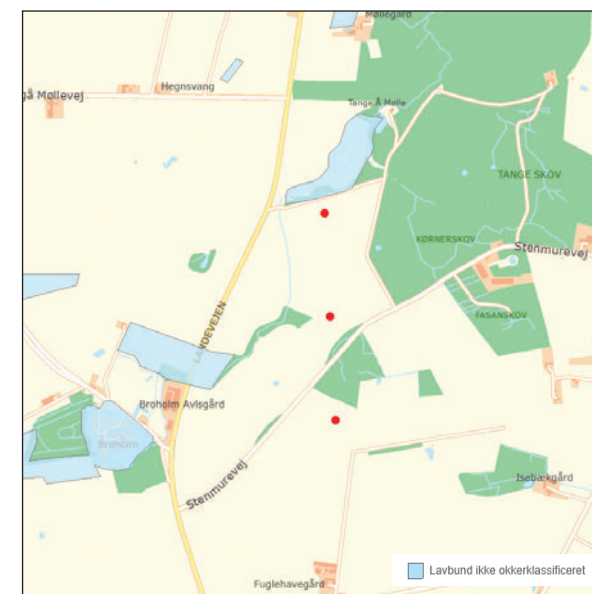 Møllegård
Hegnsvang
gå Møllevej
Tange Å Mølle
TANGE SKOV
KØRNERSKOV
Stenmurevej
FASANSKOV
LANDEVEJEN
Broholm Avlsgård
Broholm
Stenmurevej
Isebækgård
Lavbund ikke okkerklassificeret
Fuglehavegård